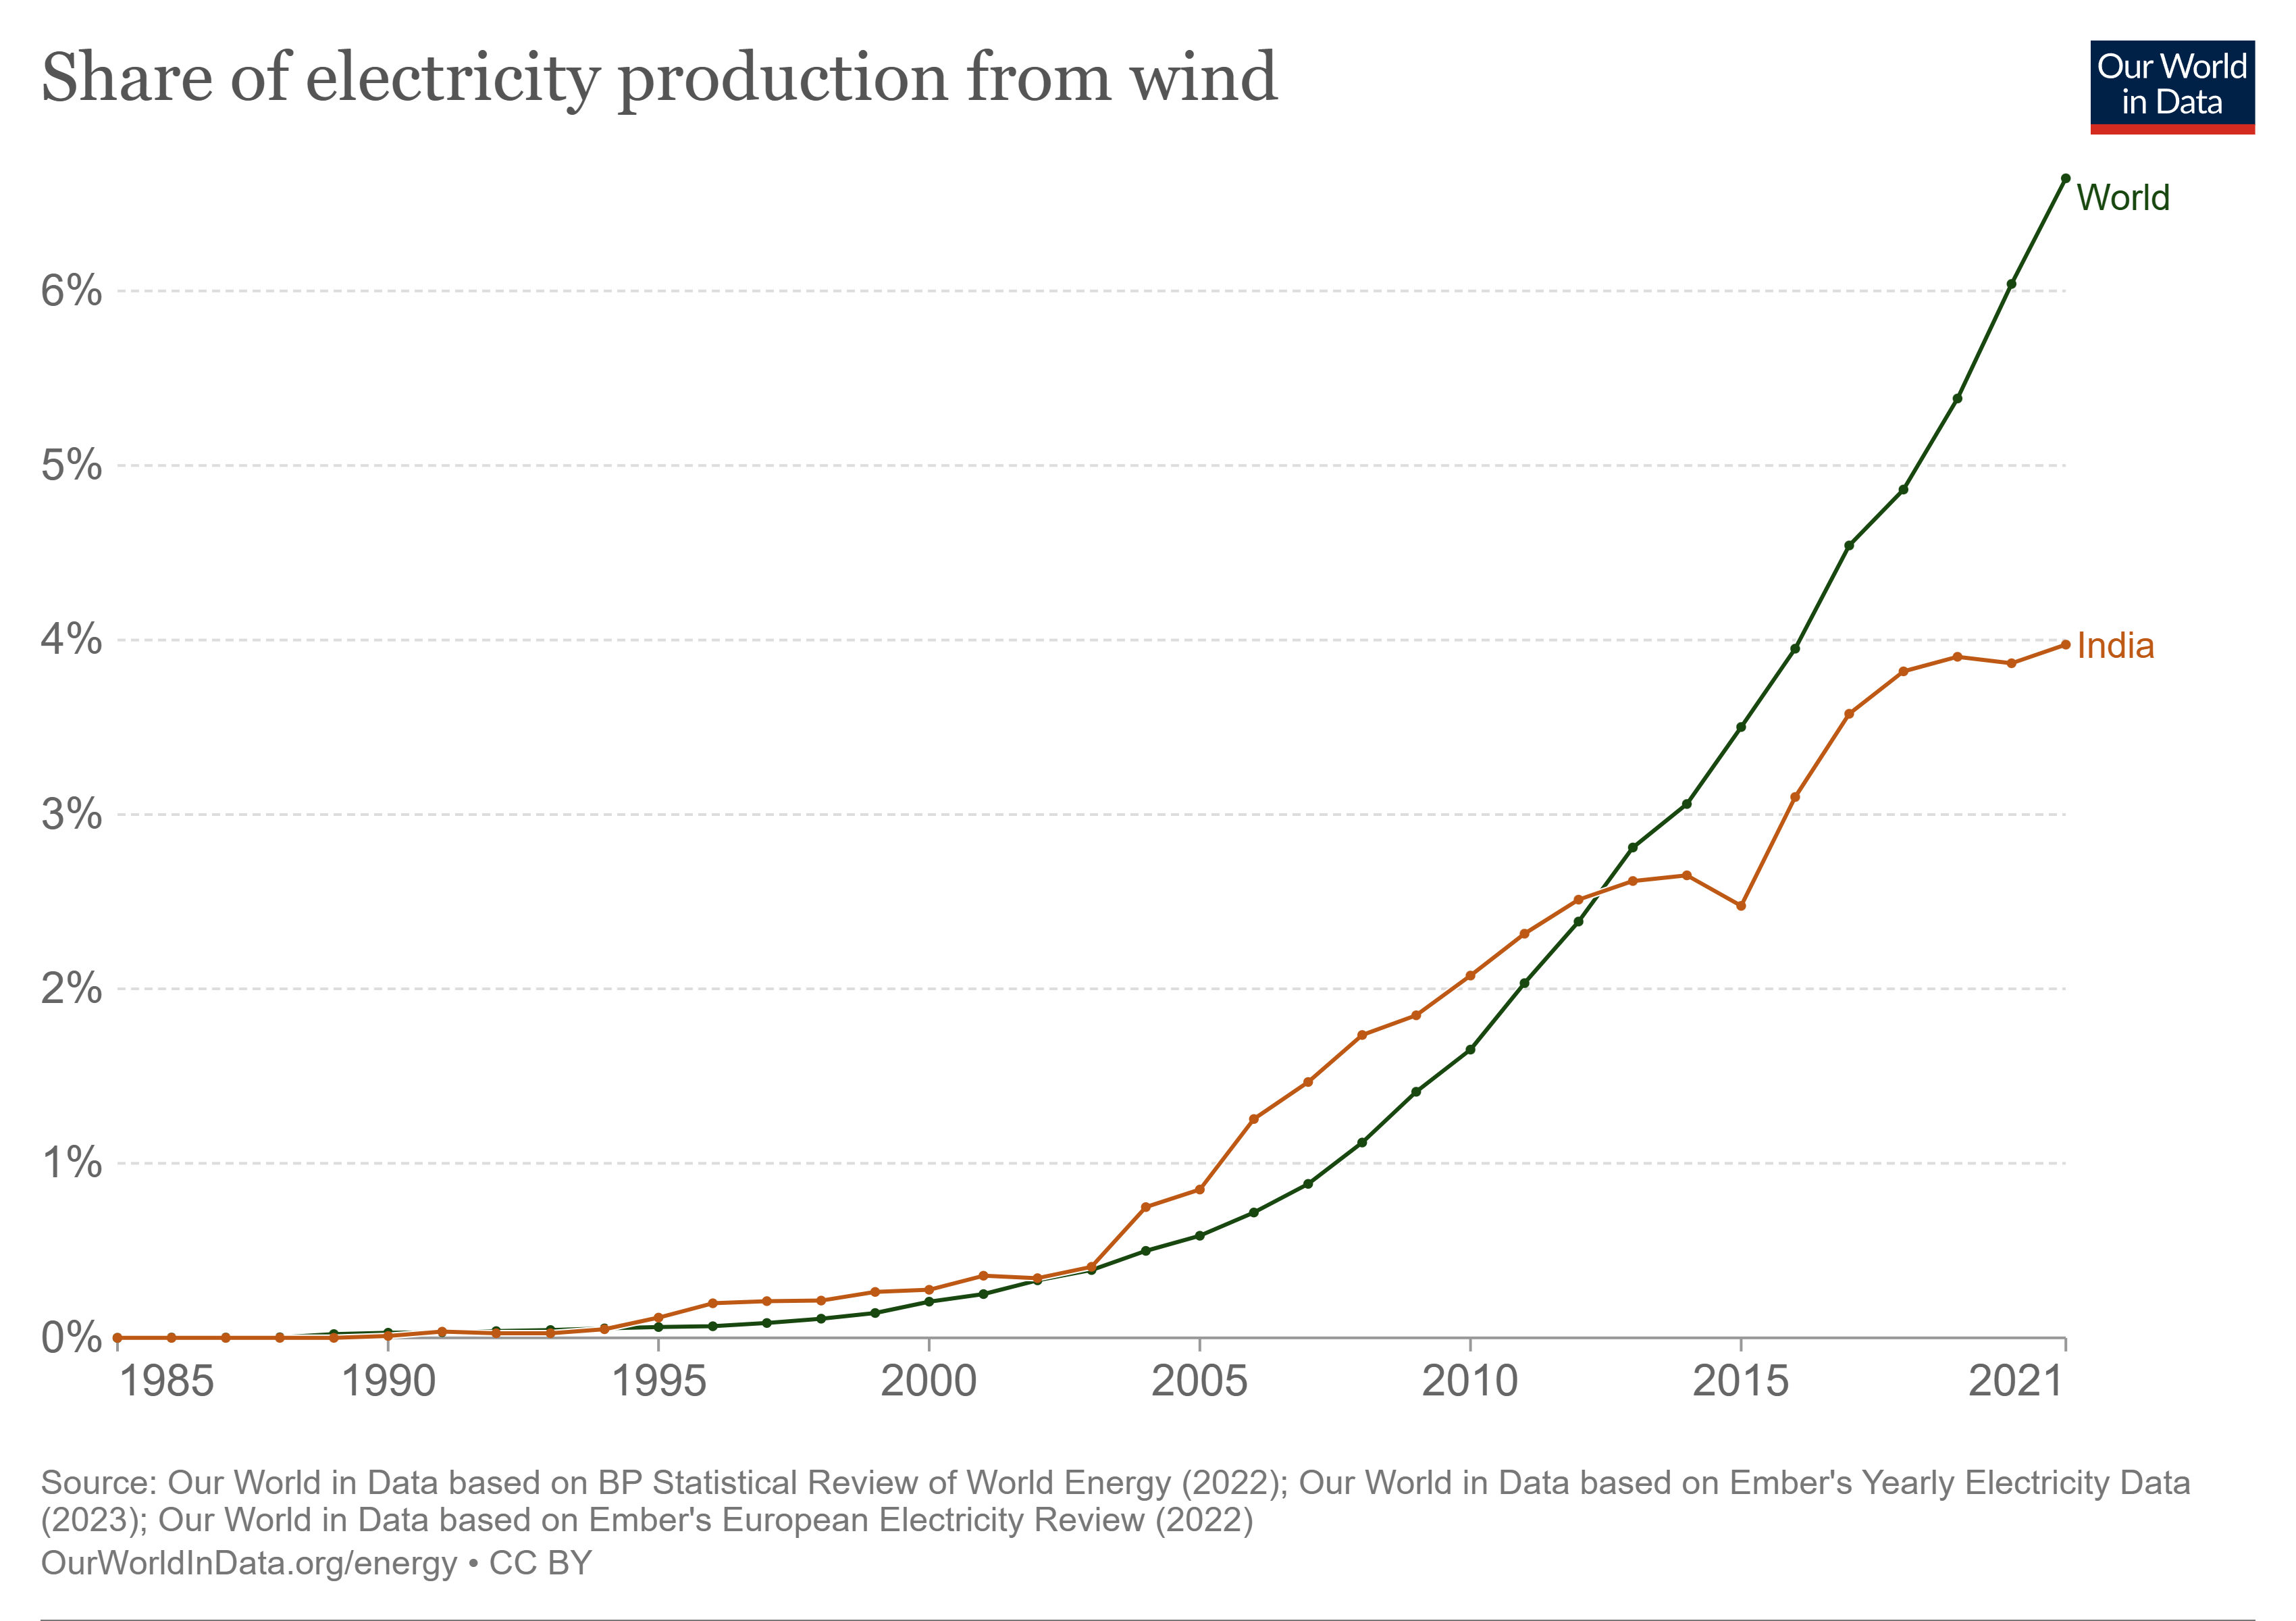 Share of electricity production from wind
Our World
in Data
World
6%
5%
4%
India
3%
2%
1%
0%
1985 1990 1995 2000 2005 2010 2015 2021
Source: Our World in Data based on BP Statistical Review of World Energy (2022); Our World in Data based on Ember's Yearly Electricity Data
(2023); Our World in Data based on Ember's European Electricity Review (2022)
OurWorldInData.org/energy • CC BY